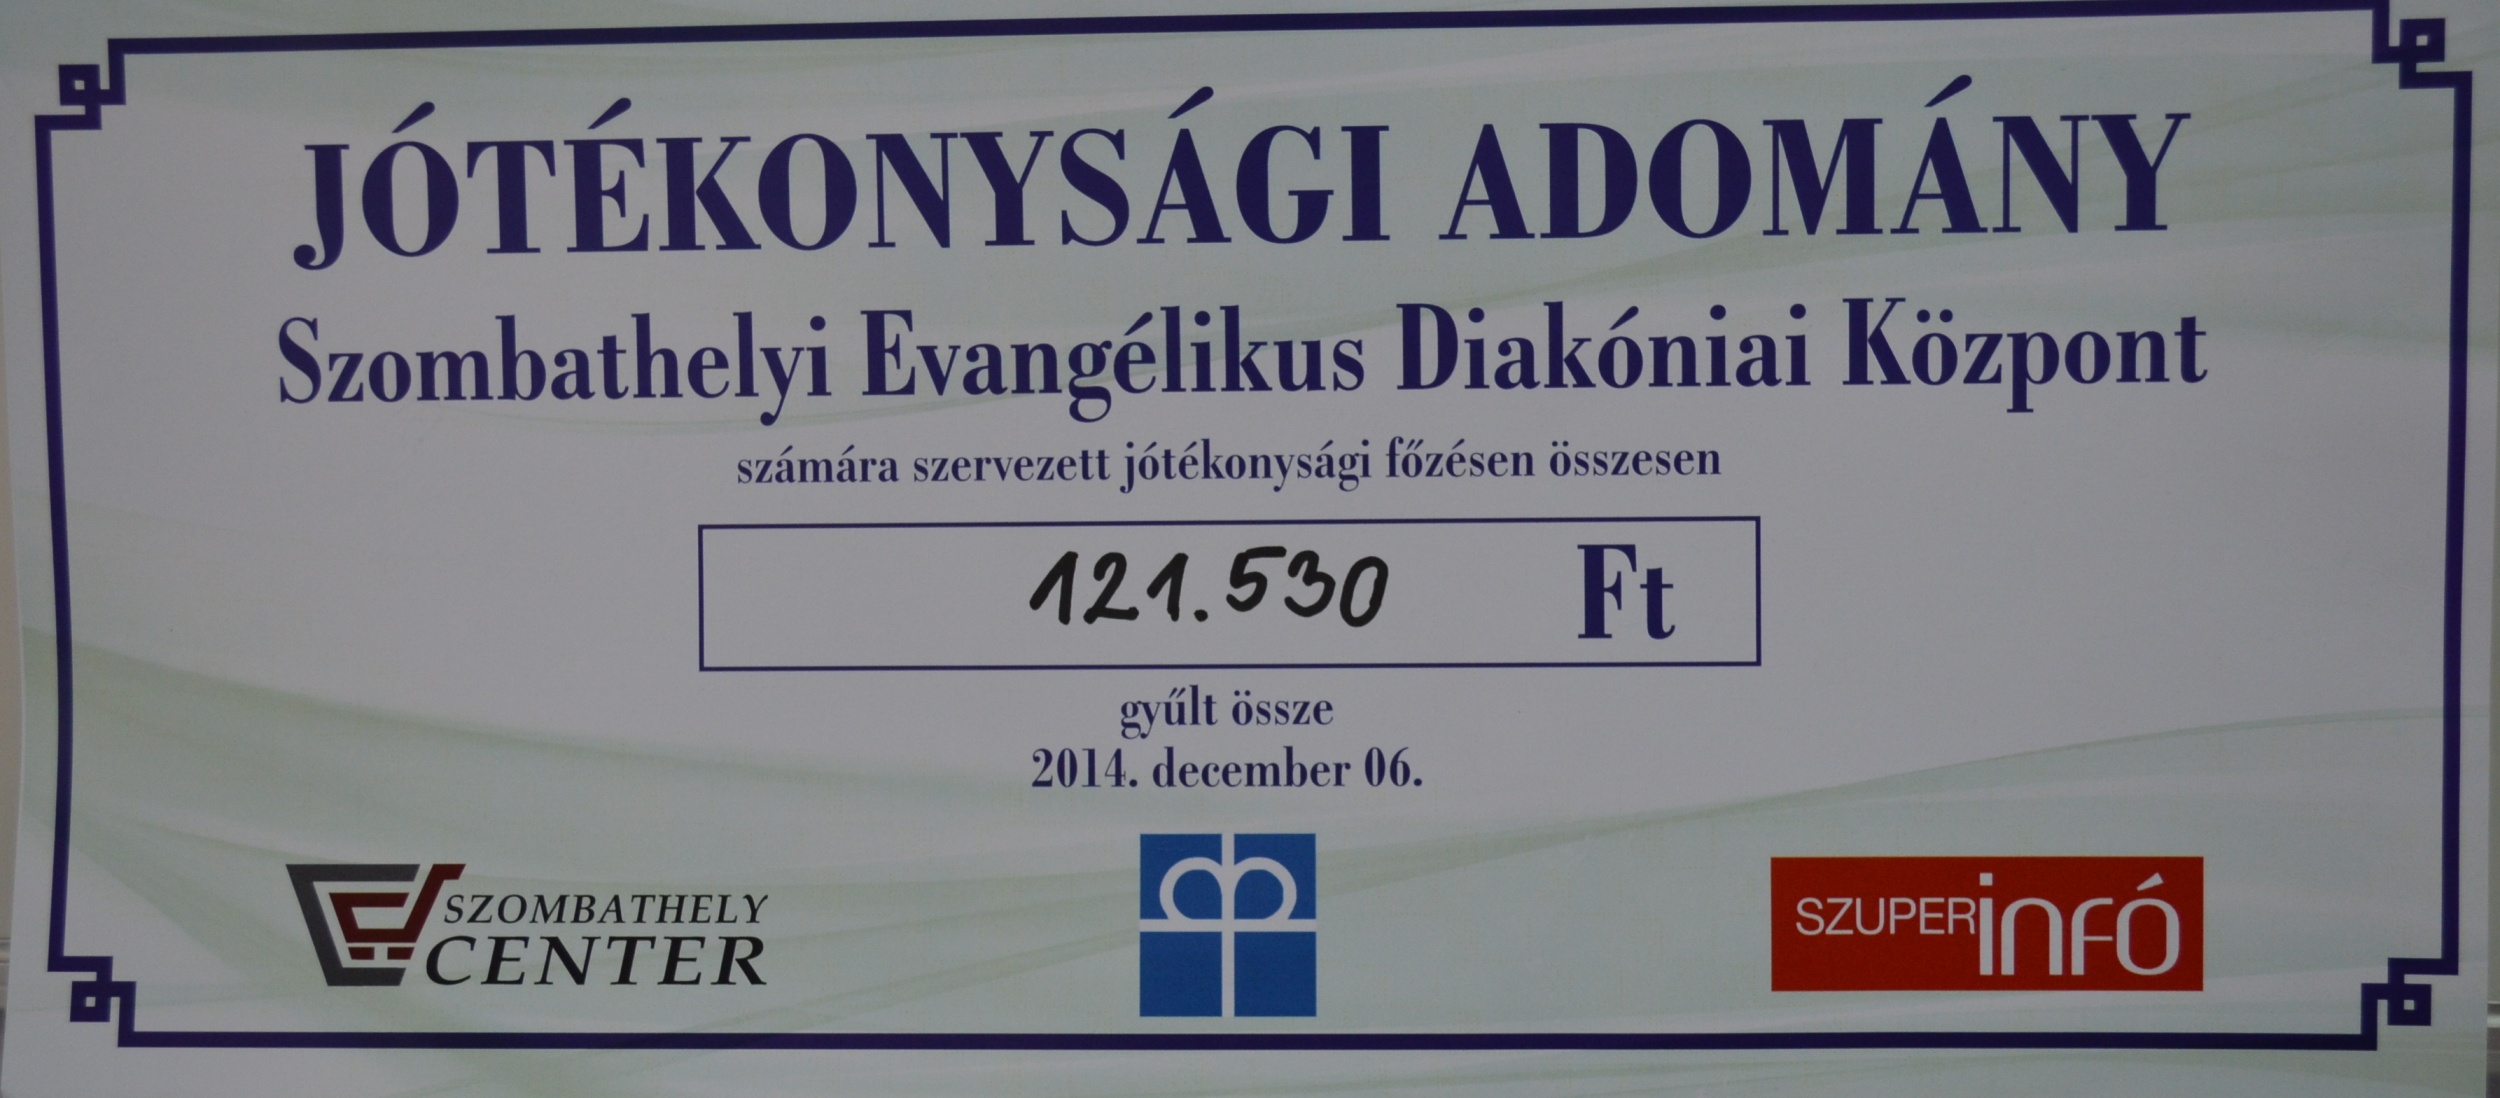 JÓTÉKONYSÁGI ADOMÁNY
Szombathelyi Evangélikus Diakóniai Központ
számára szervezett jótékonysági főzésen összesen
121.530 Ft
gyűlt össze
2014. december 06.
SZOMBATHELY
CENTER
SZUPERinfó